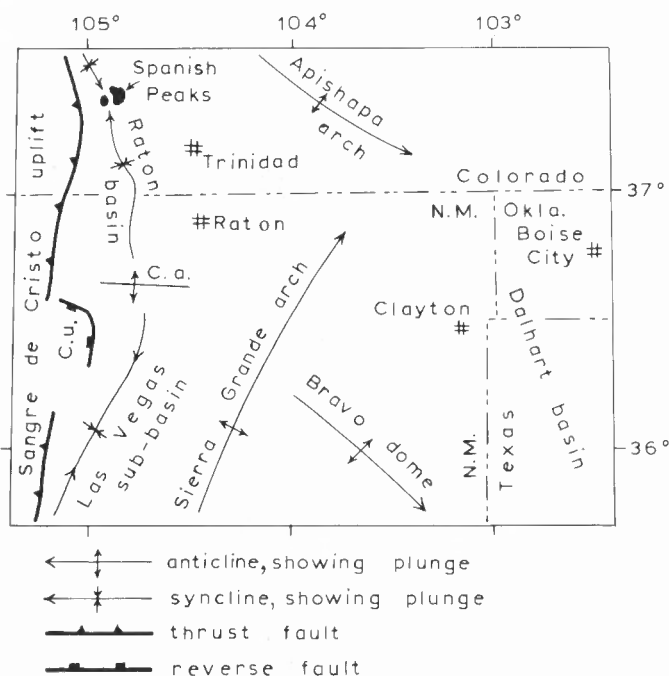 105° 104° 103°
Spanish
Peaks
Apishapa
arch
Raton
basin
Trinidad
uplift
Colorado
37°
N.M. Okla.
Raton
Boise
City
C.a.
Sangre de Cristo
C.u.
Clayton
Dalhart basin
Sierra Grande arch
Bravo dome
Las Vegas
sub-basin
N.M.
Texas
36°
anticline, showing plunge
syncline, showing plunge
thrust fault
reverse fault